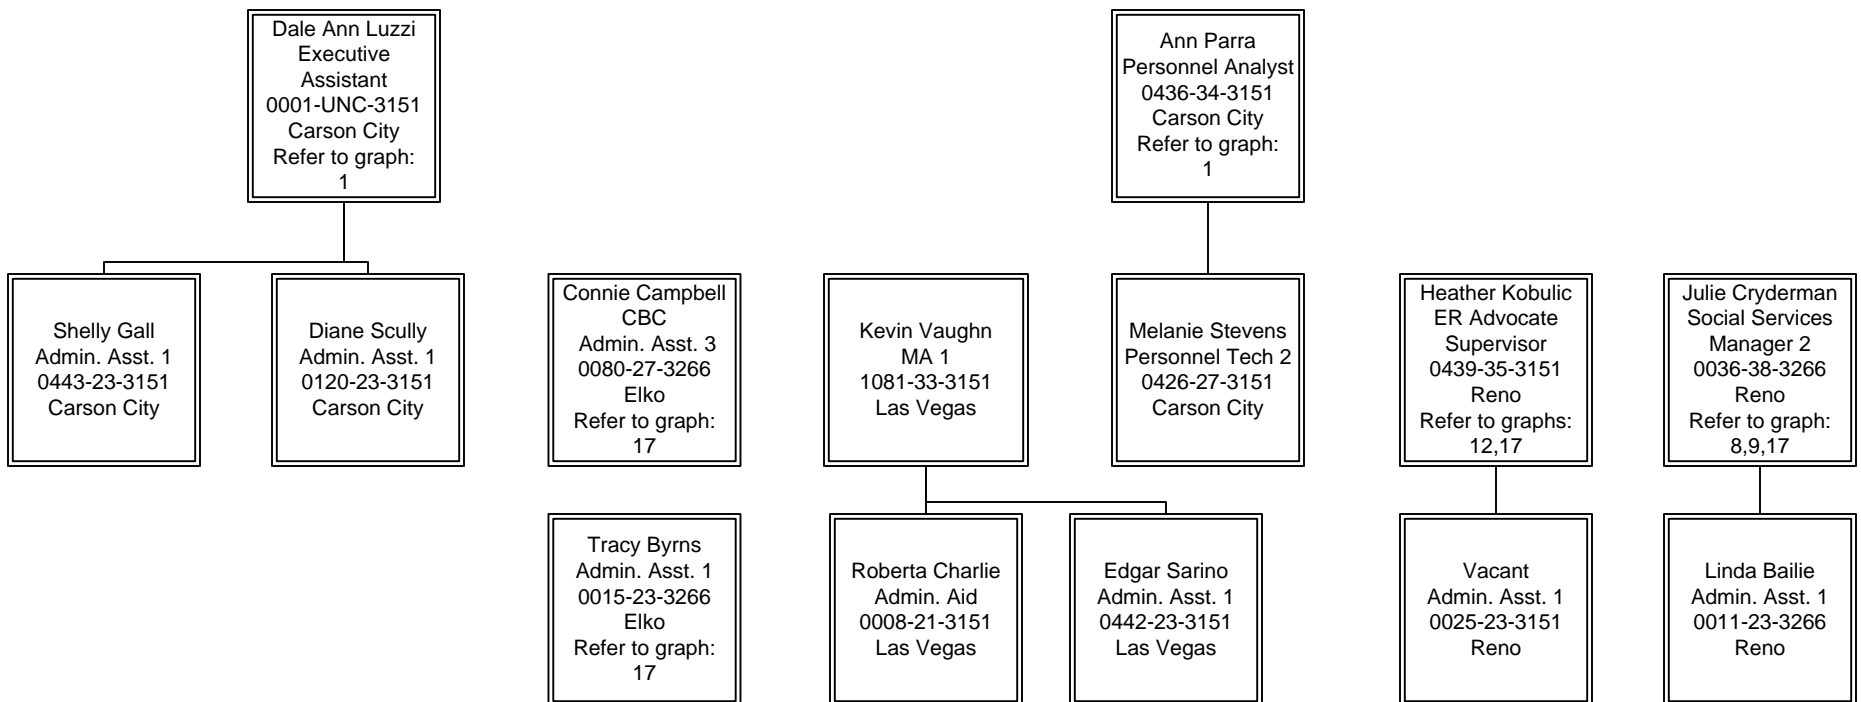 Dale Ann Luzzi
Executive
Assistant
0001-UNC-3151
Carson City
Refer to graph:
1
Ann Parra
Personnel Analyst
0436-34-3151
Carson City
Refer to graph:
1
Shelly Gall
Admin. Asst. 1
0443-23-3151
Carson City
Diane Scully
Admin. Asst. 1
0120-23-3151
Carson City
Connie Campbell
CBC
Admin. Asst. 3
0080-27-3266
Elko
Refer to graph:
17
Kevin Vaughn
MA 1
1081-33-3151
Las Vegas
Melanie Stevens
Personnel Tech 2
0426-27-3151
Carson City
Heather Kobulic
ER Advocate
Supervisor
0439-35-3151
Reno
Refer to graphs:
12,17
Julie Cryderman
Social Services
Manager 2
0036-38-3266
Reno
Refer to graph:
8,9,17
Tracy Byrns
Admin. Asst. 1
0015-23-3266
Elko
Refer to graph:
17
Roberta Charlie
Admin. Aid
0008-21-3151
Las Vegas
Edgar Sarino
Admin. Asst. 1
0442-23-3151
Las Vegas
Vacant
Admin. Asst. 1
0025-23-3151
Reno
Linda Bailie
Admin. Asst. 1
0011-23-3266
Reno